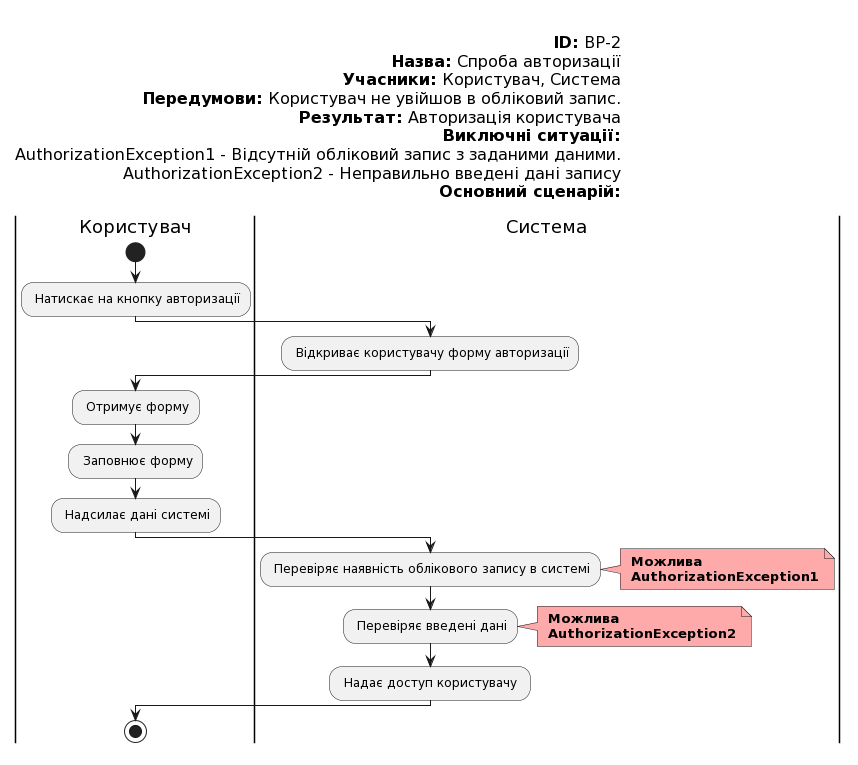 ID: BP-2
Назва: Спроба авторизації
Учасники: Користувач, Система
Передумови: Користувач не увійшов в обліковий запис.
Результат: Авторизація користувача
Виключні ситуації:
AuthorizationException1 - Відсутній обліковий запис з заданими даними.
AuthorizationException2 - Неправильно введені дані запису
Основний сценарій:
Користувач
Система
Натискає на кнопку авторизації
Відкриває користувачу форму авторизації
Отримує форму
Заповнює форму
Надсилає дані системі
Перевіряє наявність облікового запису в системі
Можлива
AuthorizationException1
Перевіряє введені дані
Можлива
AuthorizationException2
Надає доступ користувачу